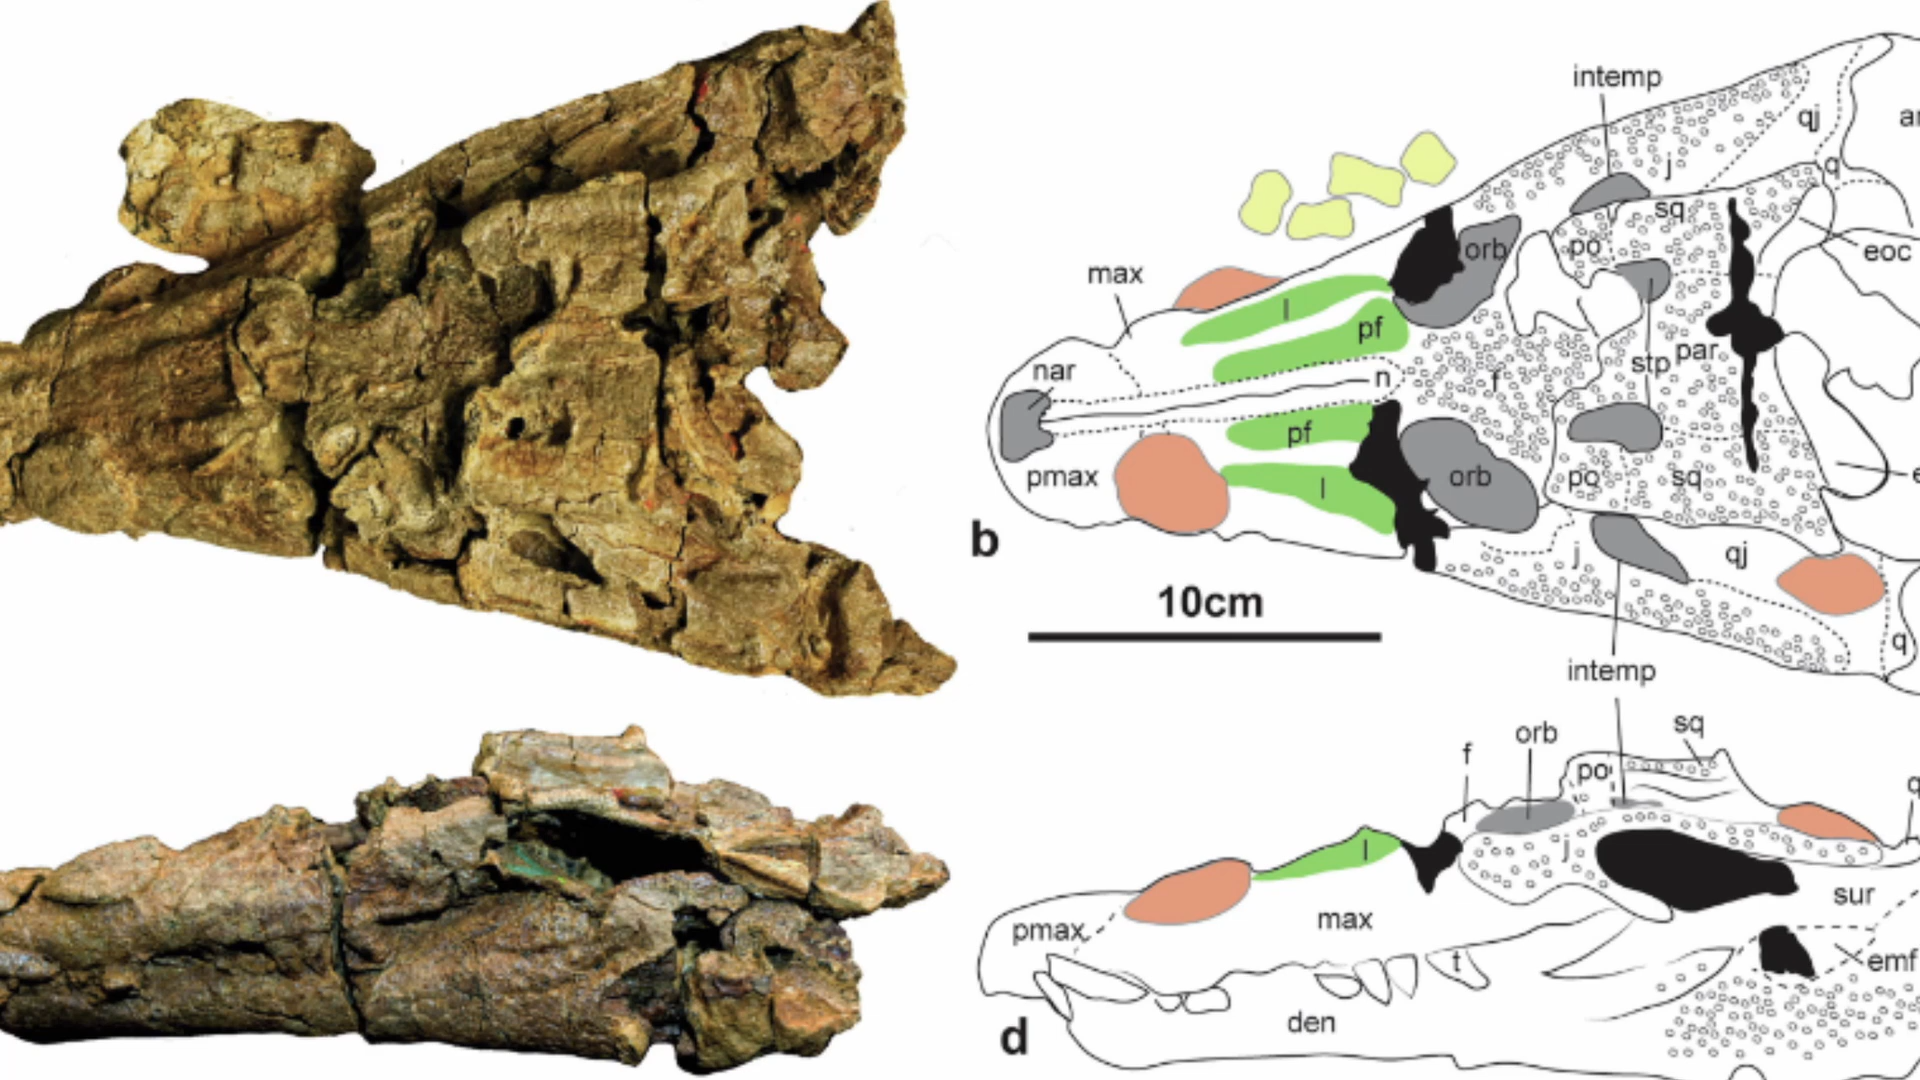 intemp
qj
ar
j
q
sq
orb
po
eoc
max
l
pf
stp
par
nar
n
f
pf
pmax
l
orb
po
sq
e
b
j
qj
10cm
q
intemp
sq
orb
f
po
q
l
j
sur
max
pmax
t
emf
den
d